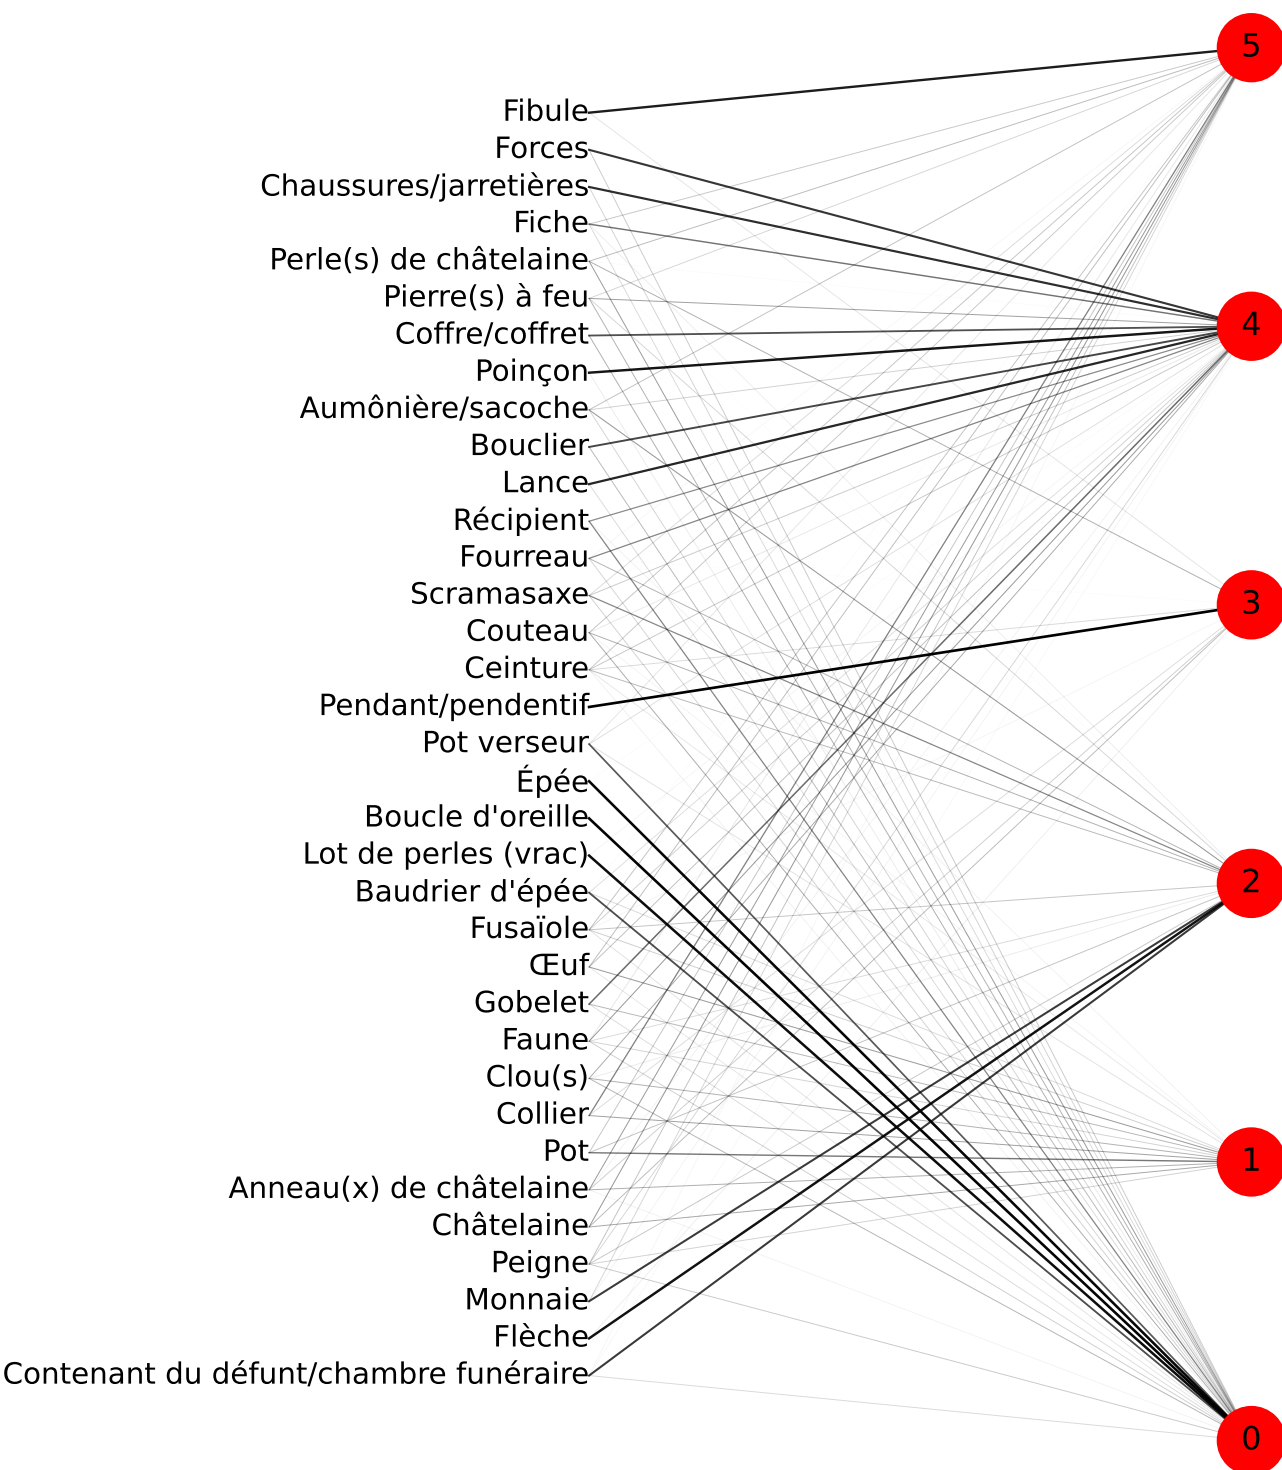 5
Fibule
Forces
Chaussures/jarretières
Fiche
Perle(s) de châtelaine
Pierre(s) à feu
4
Coffre/coffret
Poinçon
Aumônière/sacoche
Bouclier
Lance
Récipient
Fourreau
Scramasaxe
3
Couteau
Ceinture
Pendant/pendentif
Pot verseur
Épée
Boucle d'oreille
Lot de perles (vrac)
Baudrier d'épée
2
Fusaïole
Œuf
Gobelet
Faune
Clou(s)
Collier
Pot
1
Anneau(x) de châtelaine
Châtelaine
Peigne
Monnaie
Flèche
Contenant du défunt/chambre funéraire
0